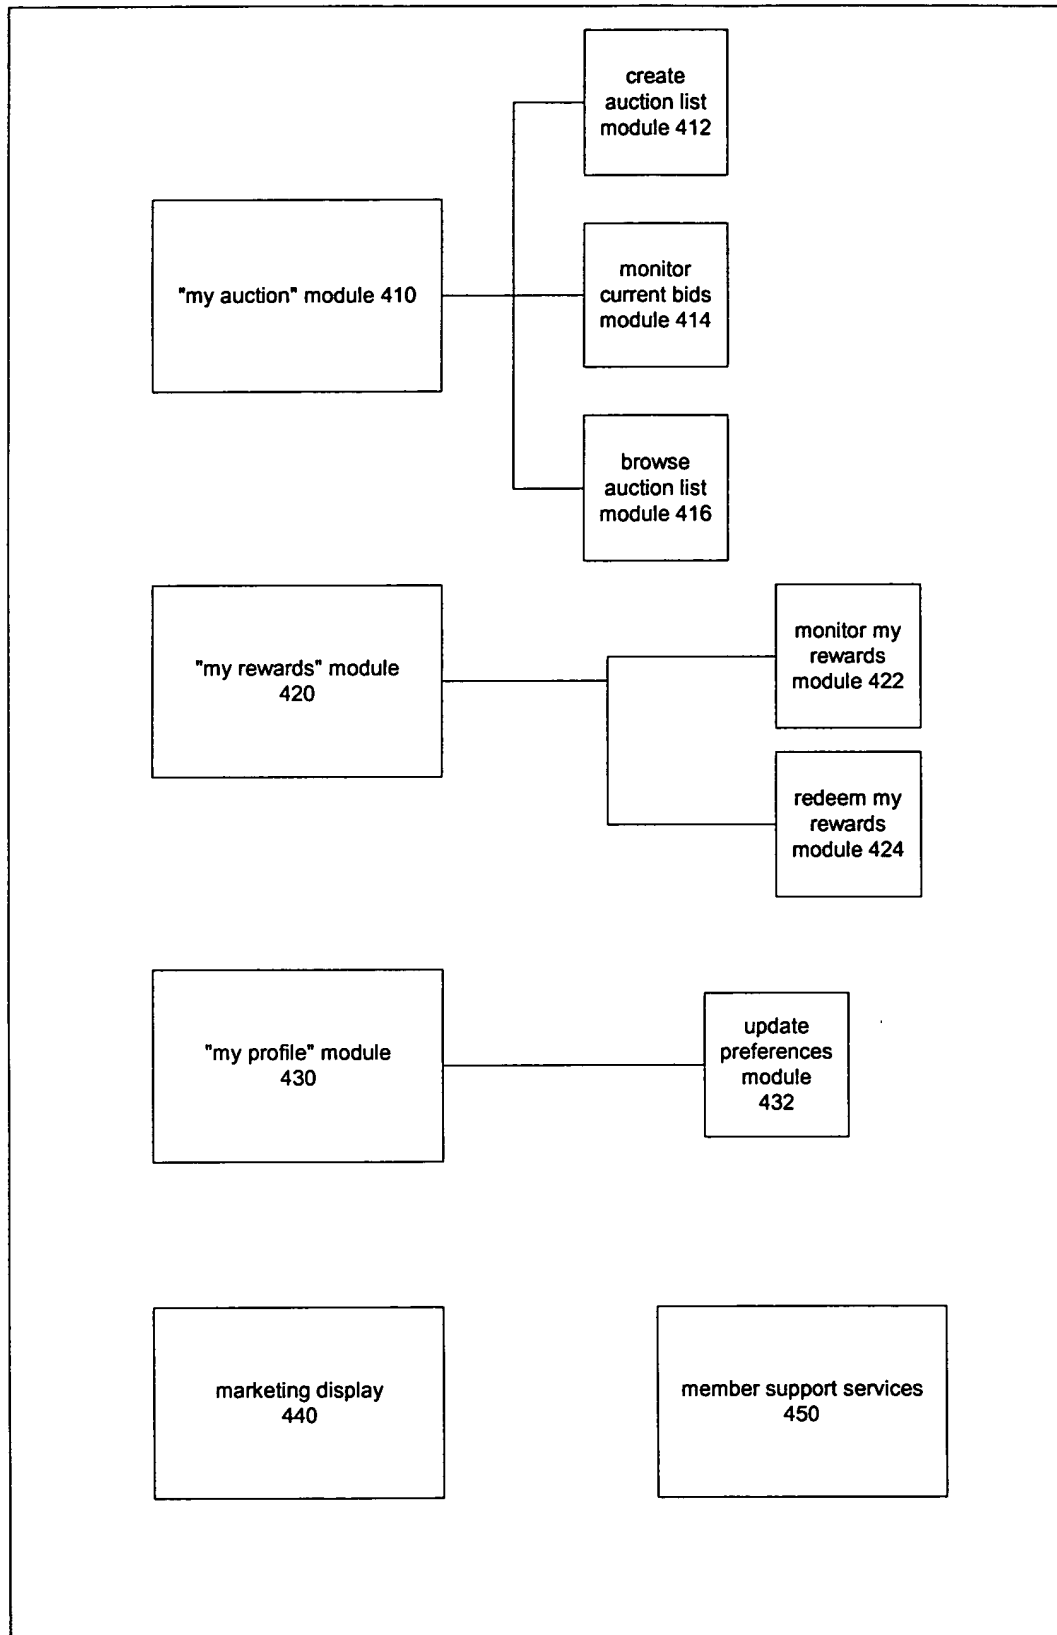 create
auction list
module 412
"my auction" module 410
monitor
current bids
module 414
browse
auction list
module 416
"my rewards" module
420
monitor my
rewards
module 422
redeem my
rewards
module 424
"my profile" module
430
update
preferences
module
432
marketing display
440
member support services
450